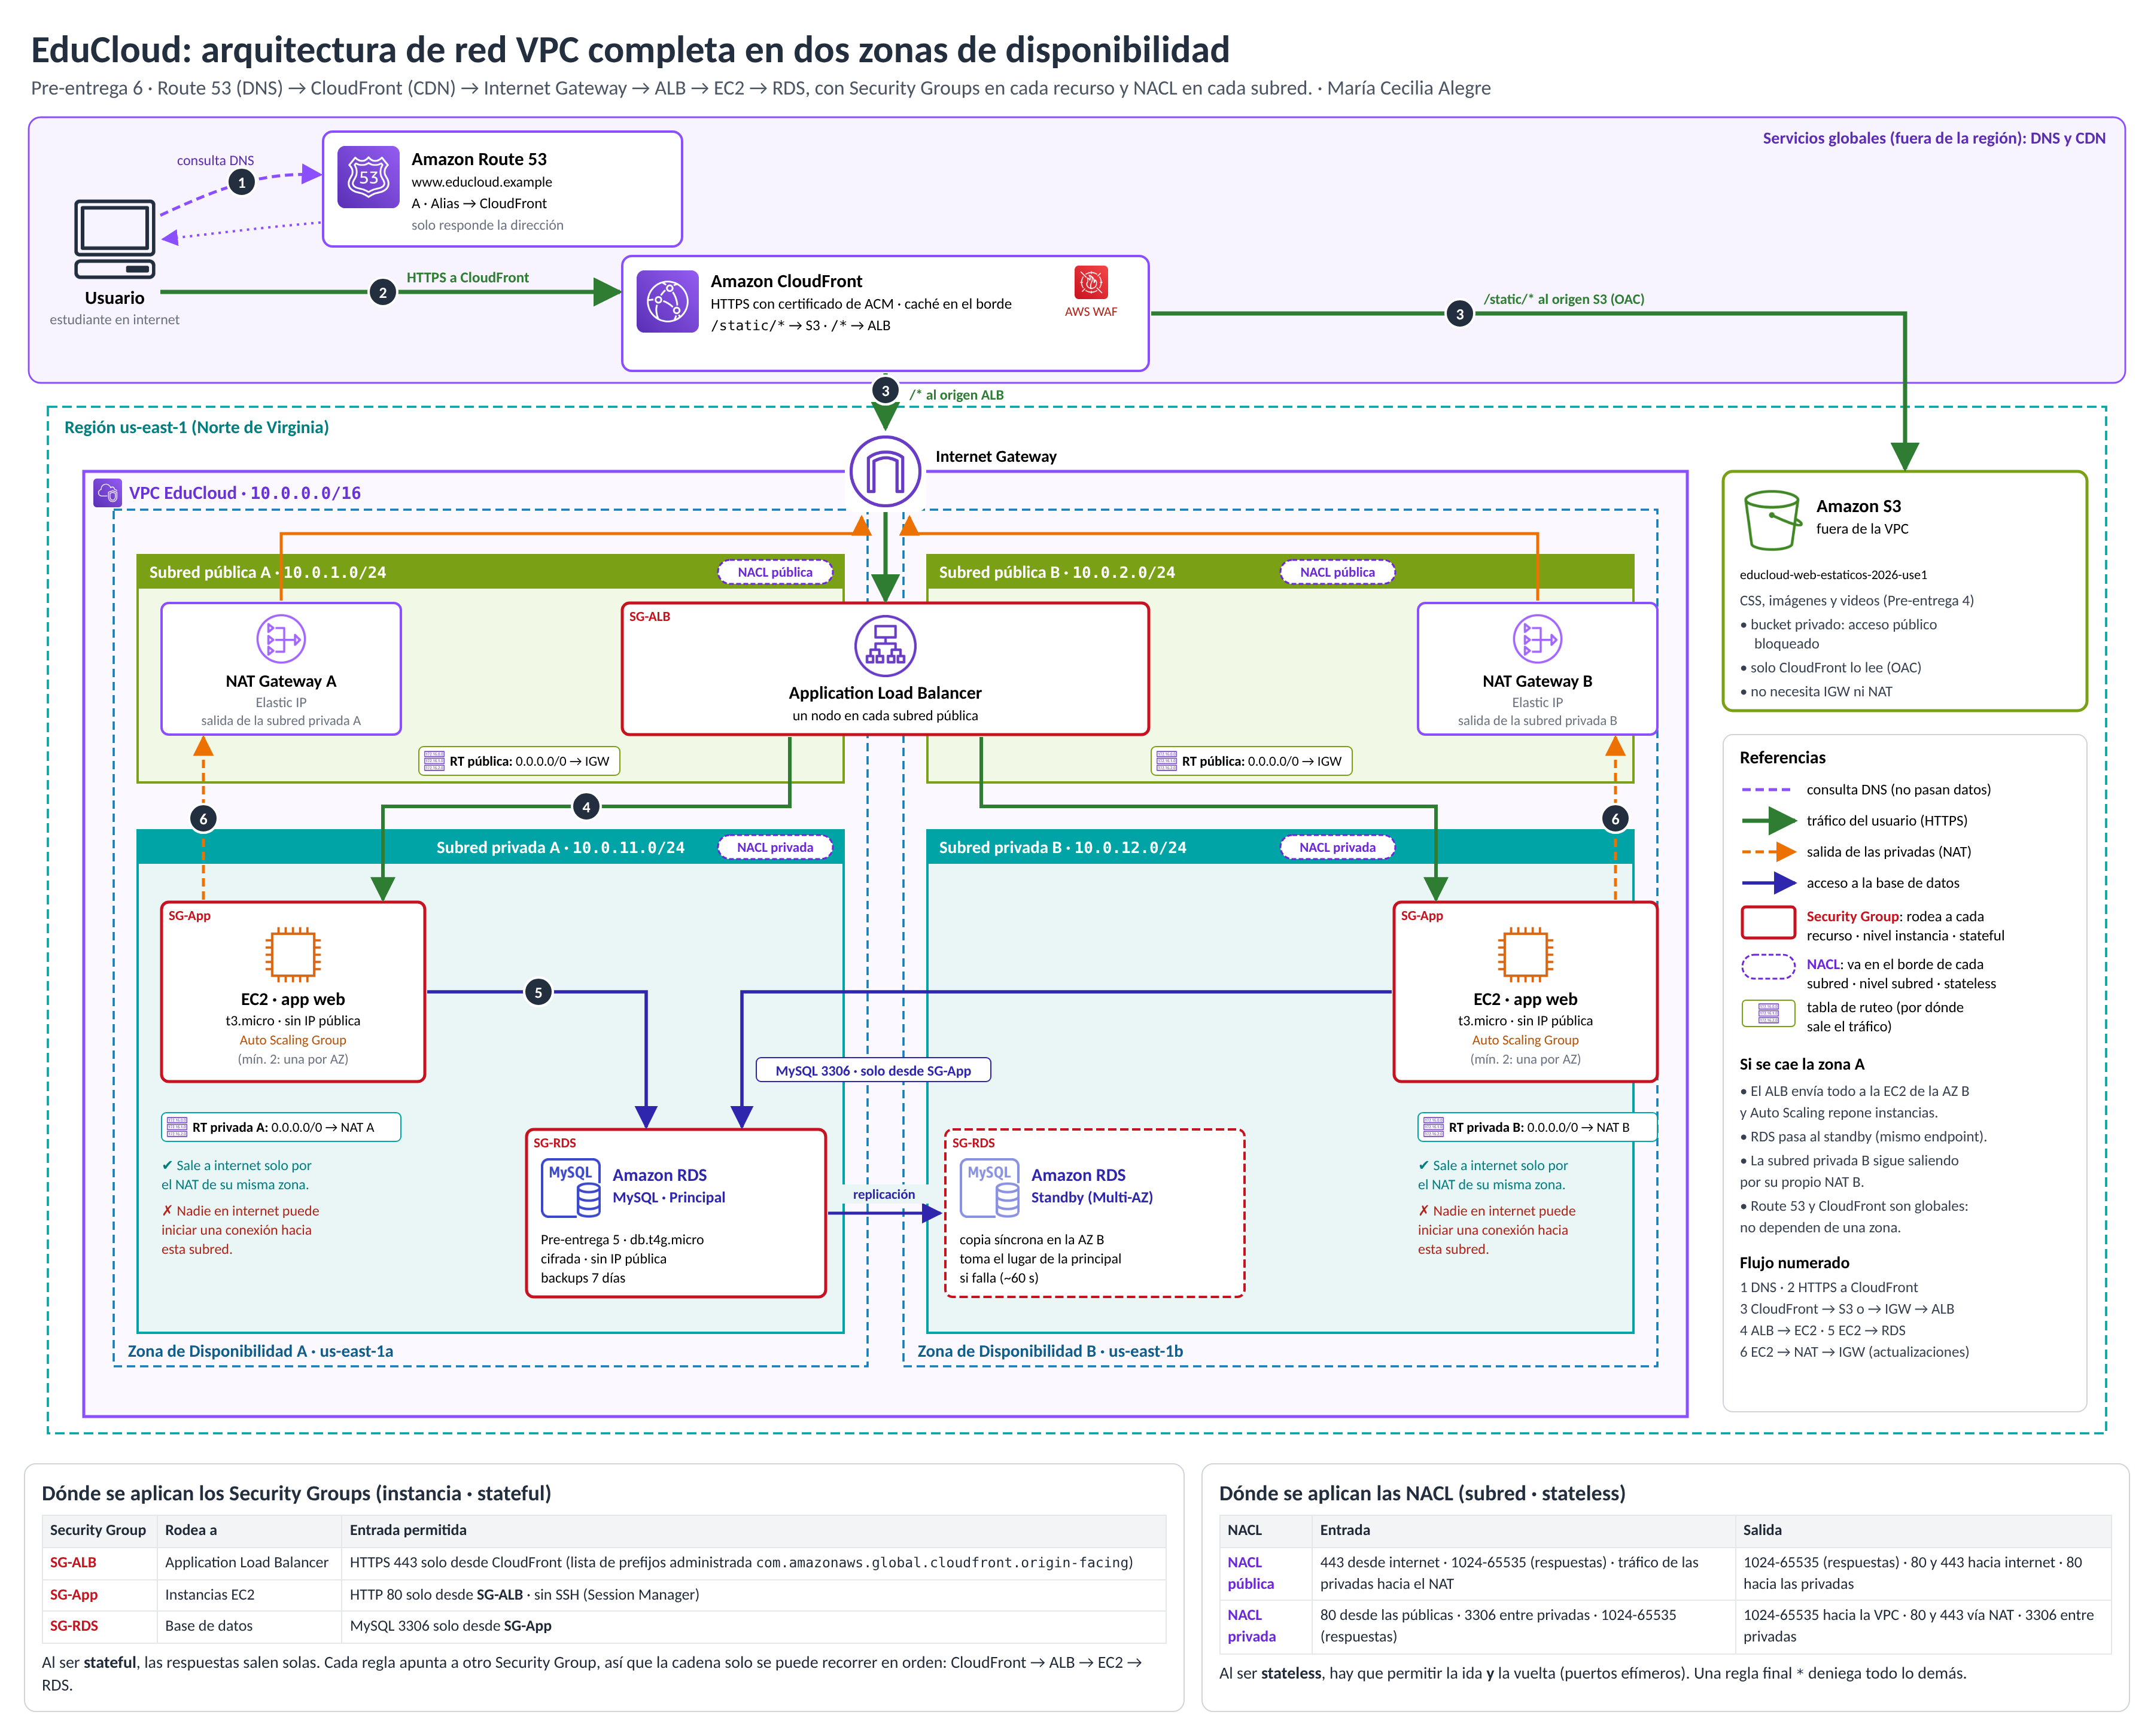 EduCloud: arquitectura de red VPC completa en dos zonas de disponibilidad
Pre-entrega 6 · Route 53 (DNS) → CloudFront (CDN) → Internet Gateway → ALB → EC2 → RDS, con Security Groups en cada recurso y NACL en cada subred. · María Cecilia Alegre
Servicios globales (fuera de la región): DNS y CDN
consulta DNS
1
53
Amazon Route 53
www.educloud.example
A · Alias → CloudFront
solo responde la dirección
Usuario
estudiante en internet
2
HTTPS a CloudFront
Amazon CloudFront
HTTPS con certificado de ACM · caché en el borde
/static/* → S3 · /* → ALB
AWS WAF
3
/static/* al origen S3 (OAC)
3
/* al origen ALB
Región us-east-1 (Norte de Virginia)
Internet Gateway
VPC EduCloud · 10.0.0.0/16
Subred pública A · 10.0.1.0/24
NACL pública
Subred pública B · 10.0.2.0/24
NACL pública
NAT Gateway A
Elastic IP
salida de la subred privada A
SG-ALB
Application Load Balancer
un nodo en cada subred pública
NAT Gateway B
Elastic IP
salida de la subred privada B
RT pública: 0.0.0.0/0 → IGW
RT pública: 0.0.0.0/0 → IGW
6
4
6
Subred privada A · 10.0.11.0/24
NACL privada
Subred privada B · 10.0.12.0/24
NACL privada
SG-App
EC2 · app web
t3.micro · sin IP pública
Auto Scaling Group
(mín. 2: una por AZ)
5
SG-App
EC2 · app web
t3.micro · sin IP pública
Auto Scaling Group
(mín. 2: una por AZ)
MySQL 3306 · solo desde SG-App
RT privada A: 0.0.0.0/0 → NAT A
✔ Sale a internet solo por
el NAT de su misma zona.
✗ Nadie en internet puede
iniciar una conexión hacia
esta subred.
SG-RDS
MySQL
Amazon RDS
MySQL · Principal
Pre-entrega 5 · db.t4g.micro
cifrada · sin IP pública
backups 7 días
replicación
SG-RDS
MySQL
Amazon RDS
Standby (Multi-AZ)
copia síncrona en la AZ B
toma el lugar de la principal
si falla (~60 s)
RT privada B: 0.0.0.0/0 → NAT B
✔ Sale a internet solo por
el NAT de su misma zona.
✗ Nadie en internet puede
iniciar una conexión hacia
esta subred.
Zona de Disponibilidad A · us-east-1a
Zona de Disponibilidad B · us-east-1b
Amazon S3
fuera de la VPC
educloud-web-estaticos-2026-use1
CSS, imágenes y videos (Pre-entrega 4)
• bucket privado: acceso público
bloqueado
• solo CloudFront lo lee (OAC)
• no necesita IGW ni NAT
Referencias
consulta DNS (no pasan datos)
tráfico del usuario (HTTPS)
salida de las privadas (NAT)
acceso a la base de datos
Security Group: rodea a cada
recurso · nivel instancia · stateful
NACL: va en el borde de cada
subred · nivel subred · stateless
tabla de ruteo (por dónde
sale el tráfico)
Si se cae la zona A
• El ALB envía todo a la EC2 de la AZ B
y Auto Scaling repone instancias.
• RDS pasa al standby (mismo endpoint).
• La subred privada B sigue saliendo
por su propio NAT B.
• Route 53 y CloudFront son globales:
no dependen de una zona.
Flujo numerado
1 DNS · 2 HTTPS a CloudFront
3 CloudFront → S3 o → IGW → ALB
4 ALB → EC2 · 5 EC2 → RDS
6 EC2 → NAT → IGW (actualizaciones)
Dónde se aplican los Security Groups (instancia · stateful)
Security Group Rodea a Entrada permitida
SG-ALB Application Load Balancer HTTPS 443 solo desde CloudFront (lista de prefijos administrada com.amazonaws.global.cloudfront.origin-facing)
SG-App Instancias EC2 HTTP 80 solo desde SG-ALB · sin SSH (Session Manager)
SG-RDS Base de datos MySQL 3306 solo desde SG-App
Al ser stateful, las respuestas salen solas. Cada regla apunta a otro Security Group, así que la cadena solo se puede recorrer en orden: CloudFront → ALB → EC2 →
RDS.
Dónde se aplican las NACL (subred · stateless)
NACL Entrada Salida
NACL 443 desde internet · 1024-65535 (respuestas) · tráfico de las 1024-65535 (respuestas) · 80 y 443 hacia internet · 80
pública privadas hacia el NAT hacia las privadas
NACL 80 desde las públicas · 3306 entre privadas · 1024-65535 1024-65535 hacia la VPC · 80 y 443 vía NAT · 3306 entre
privada (respuestas) privadas
Al ser stateless, hay que permitir la ida y la vuelta (puertos efímeros). Una regla final * deniega todo lo demás.